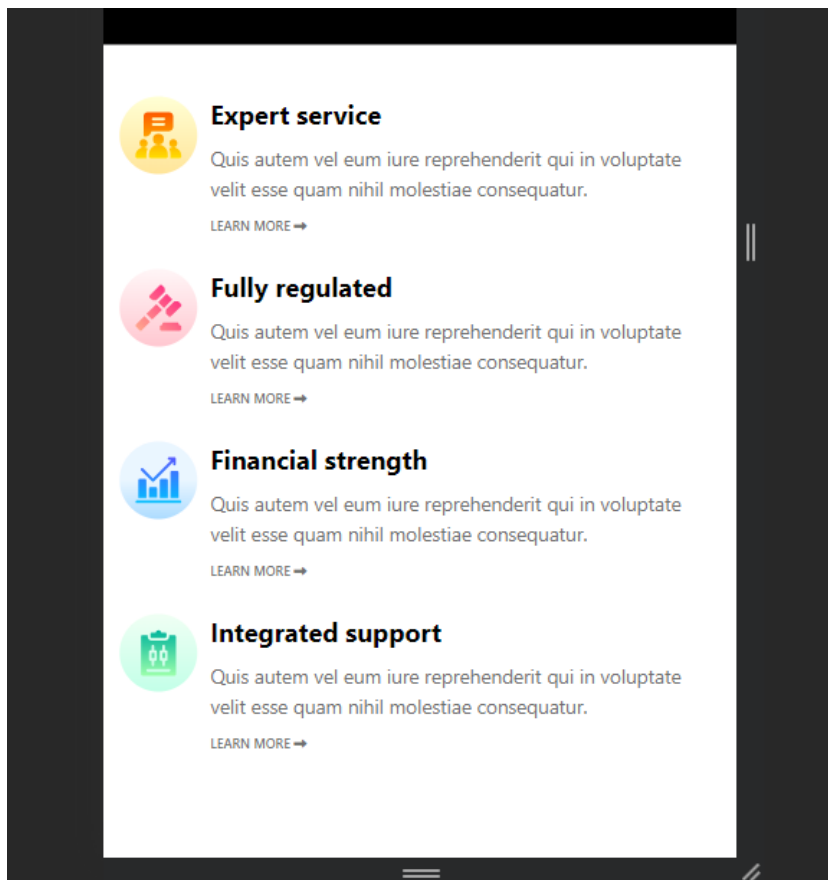 Expert service
Quis autem vel eum iure reprehenderit qui in voluptate
velit esse quam nihil molestiae consequatur.
LEARN MORE ➞
Fully regulated
Quis autem vel eum iure reprehenderit qui in voluptate
velit esse quam nihil molestiae consequatur.
LEARN MORE ➞
Financial strength
Quis autem vel eum iure reprehenderit qui in voluptate
velit esse quam nihil molestiae consequatur.
LEARN MORE ➞
Integrated support
Quis autem vel eum iure reprehenderit qui in voluptate
velit esse quam nihil molestiae consequatur.
LEARN MORE ➞